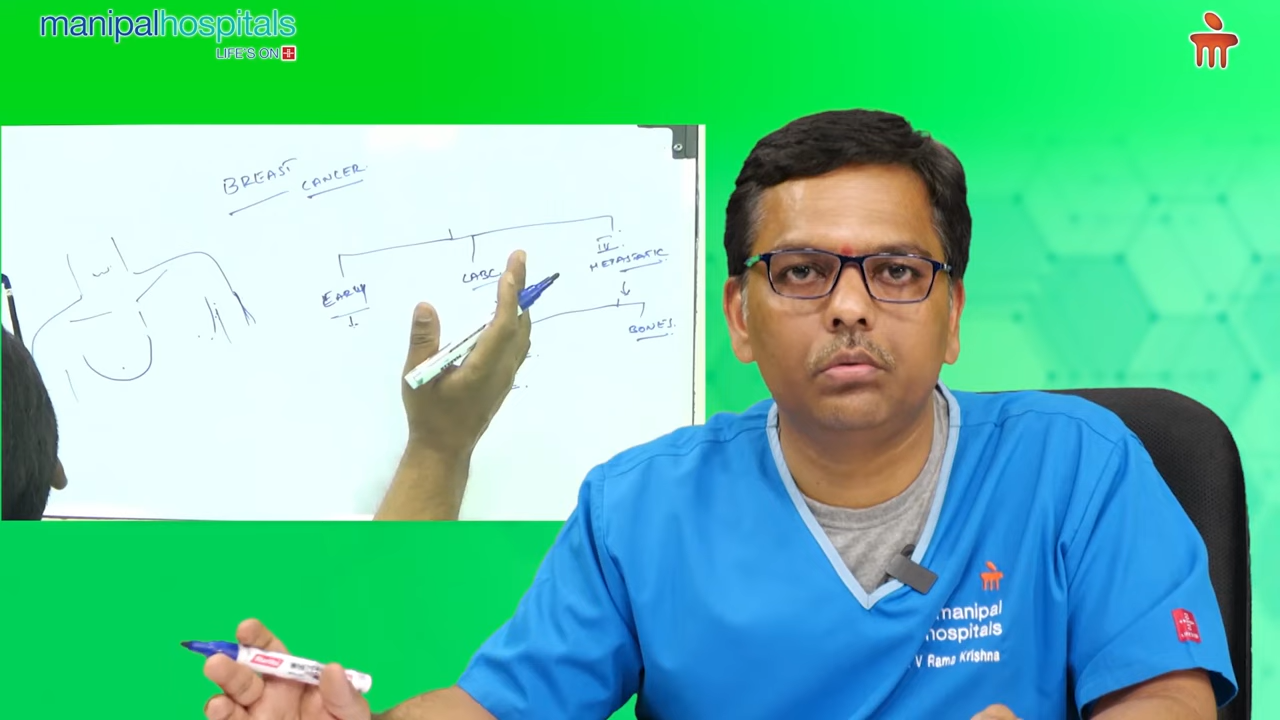 manipalhospitals
LIFE'S ON
BREAST CANCER
IV
METASTATIC
EARLY
LABC
BONES
manipal
hospitals
V Rama Krishna